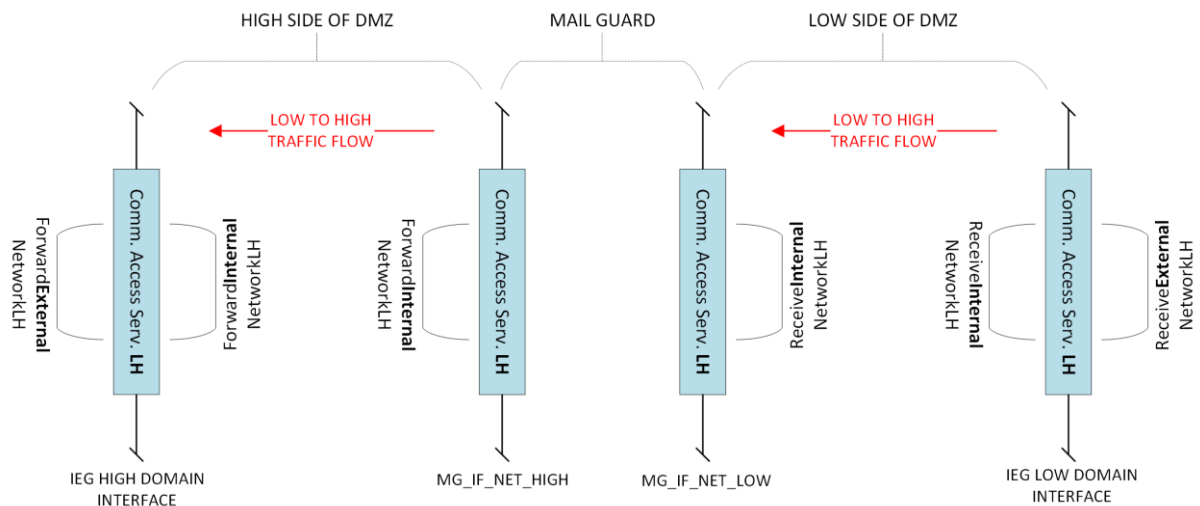 HIGH SIDE OF DMZ
MAIL GUARD
LOW SIDE OF DMZ
LOW TO HIGH
TRAFFIC FLOW
LOW TO HIGH
TRAFFIC FLOW
ForwardExternal
NetworkLH
Comm. Access Serv. LH
ForwardInternal
NetworkLH
ForwardInternal
NetworkLH
Comm. Access Serv. LH
Comm. Access Serv. LH
ReceiveInternal
NetworkLH
ReceiveInternal
NetworkLH
Comm. Access Serv. LH
ReceiveExternal
NetworkLH
IEG HIGH DOMAIN
INTERFACE
MG_IF_NET_HIGH
MG_IF_NET_LOW
IEG LOW DOMAIN
INTERFACE